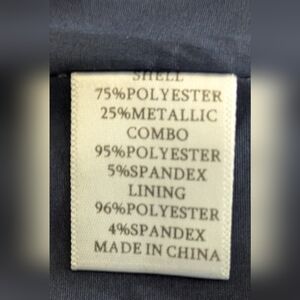 SHELL
75%POLYESTER
25%METALLIC
COMBO
95%POLYESTER
5%SPANDEX
LINING
96%POLYESTER
4%SPANDEX
MADE IN CHINA